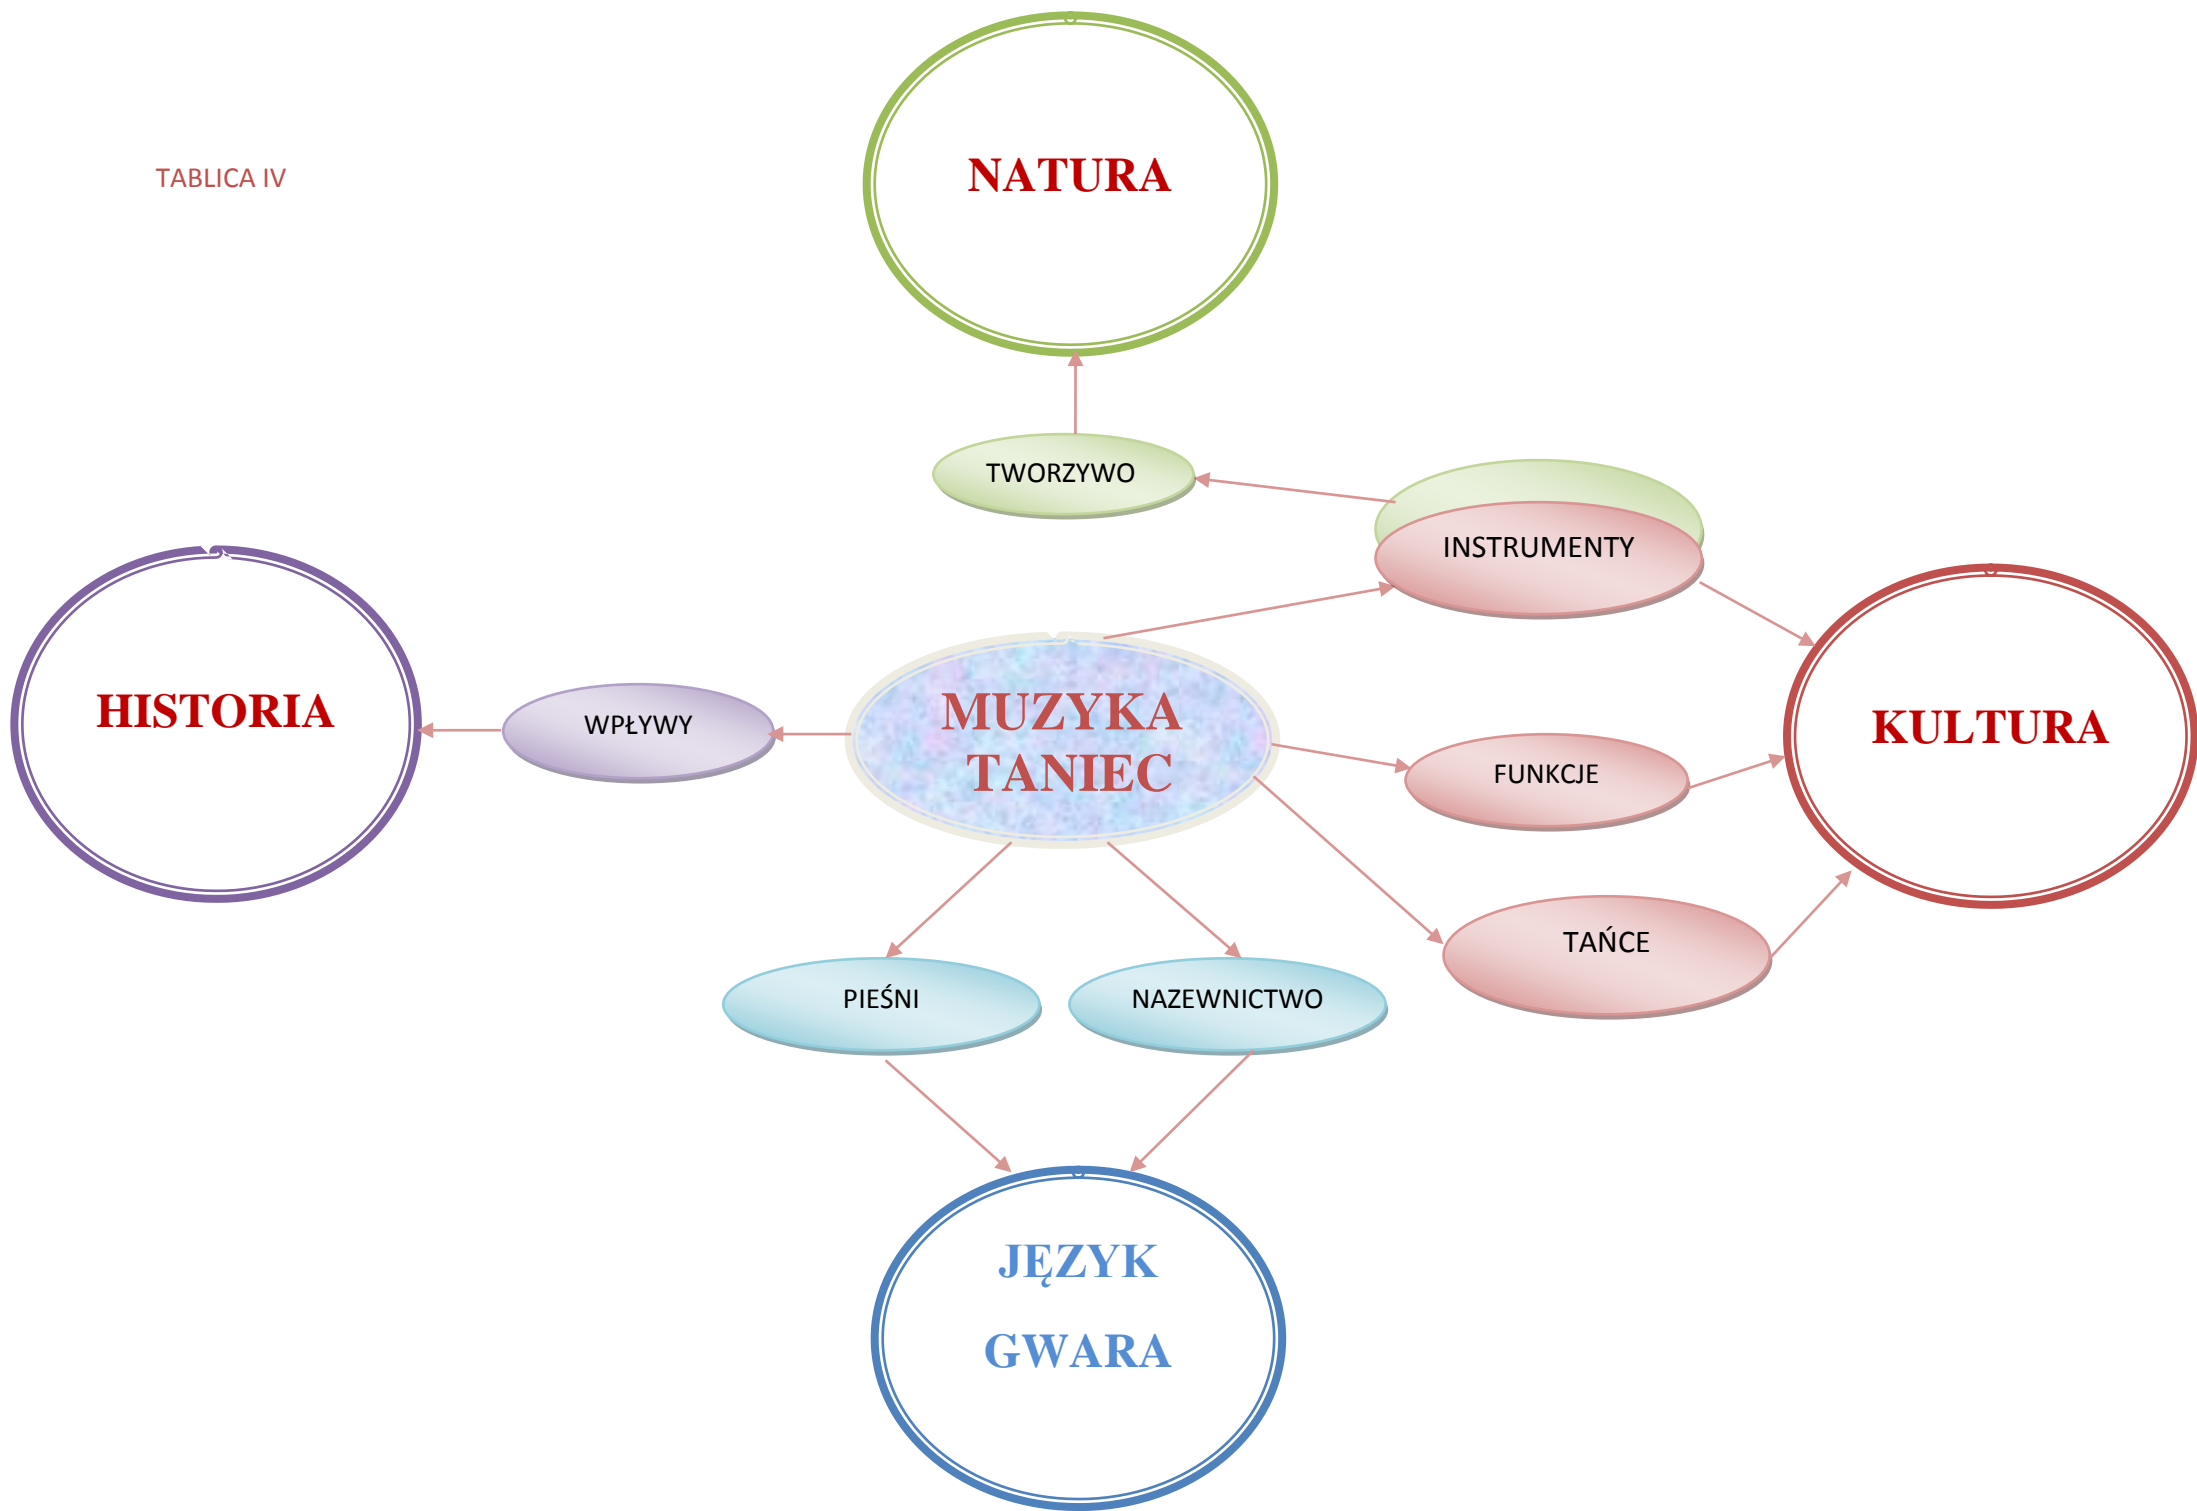 NATURA
TABLICA IV
TWORZYWO
INSTRUMENTY
HISTORIA
WPŁYWY
MUZYKA
TANIEC
KULTURA
FUNKCJE
TAŃCE
PIEŚNI
NAZEWNICTWO
JĘZYK
GWARA